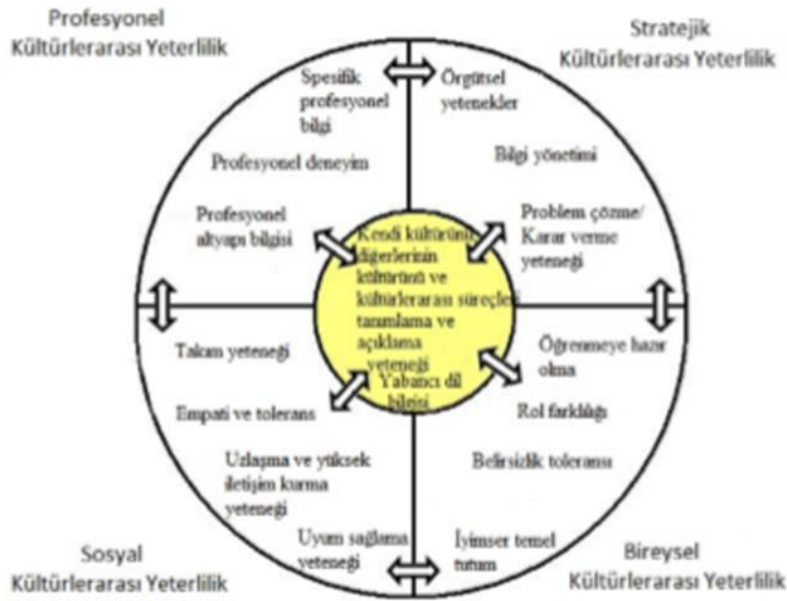 Profesyonel
Kültürlerarası Yeterlilik
Stratejik
Kültürlerarası Yeterlilik
Spesifik
profesyonel
bilgi
Profesyonel deneyim
Profesyonel
altyapı bilgisi
Örgütsel
yetenekler
Bilgi yönetimi
Problem çözme/
Karar verme
yeteneği
Kendi kültürünü
diğerlerinin
kültürünü ve
kültürlerarası süreçleri
tanımlama ve
açıklama
yeteneği
Yabancı dil
bilgisi
Takım yeteneği
Empati ve tolerans
Uzlaşma ve yüksek
iletişim kurma
yeteneği
Uyum sağlama
yeteneği
Öğrenmeye hazır
olma
Rol farklılığı
Belirsizlik toleransı
İyimser temel
tutum
Sosyal
Kültürlerarası Yeterlilik
Bireysel
Kültürlerarası Yeterlilik